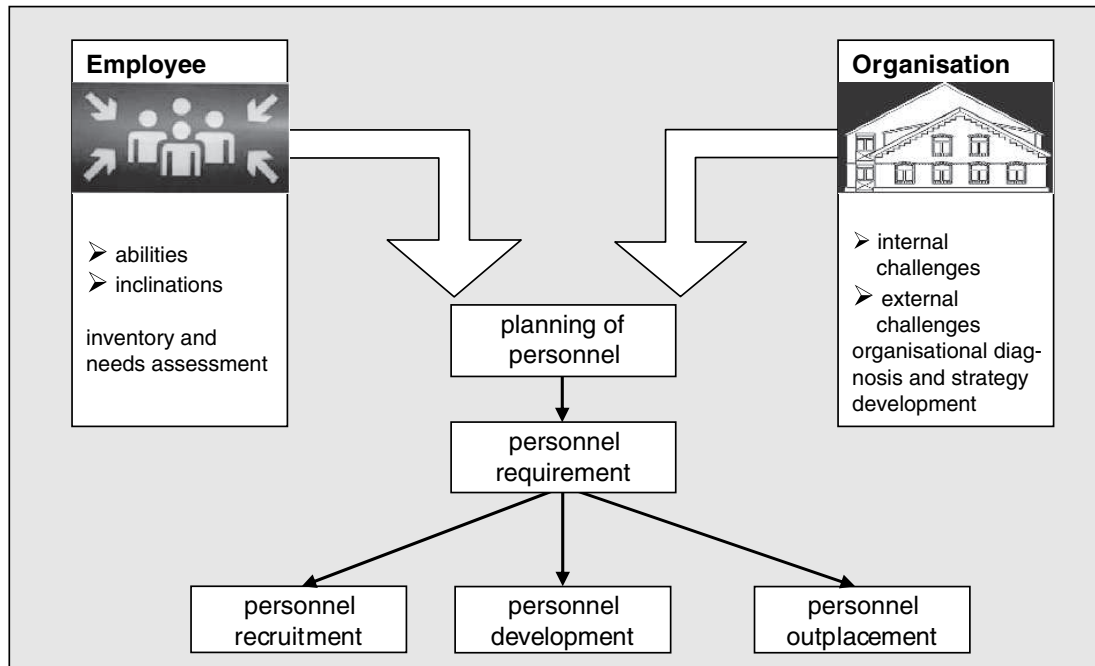 Employee
➢ abilities
➢ inclinations
inventory and
needs assessment
Organisation
➢ internal
challenges
➢ external
challenges
organisational diag-
nosis and strategy
development
planning of
personnel
personnel
requirement
personnel
recruitment
personnel
development
personnel
outplacement